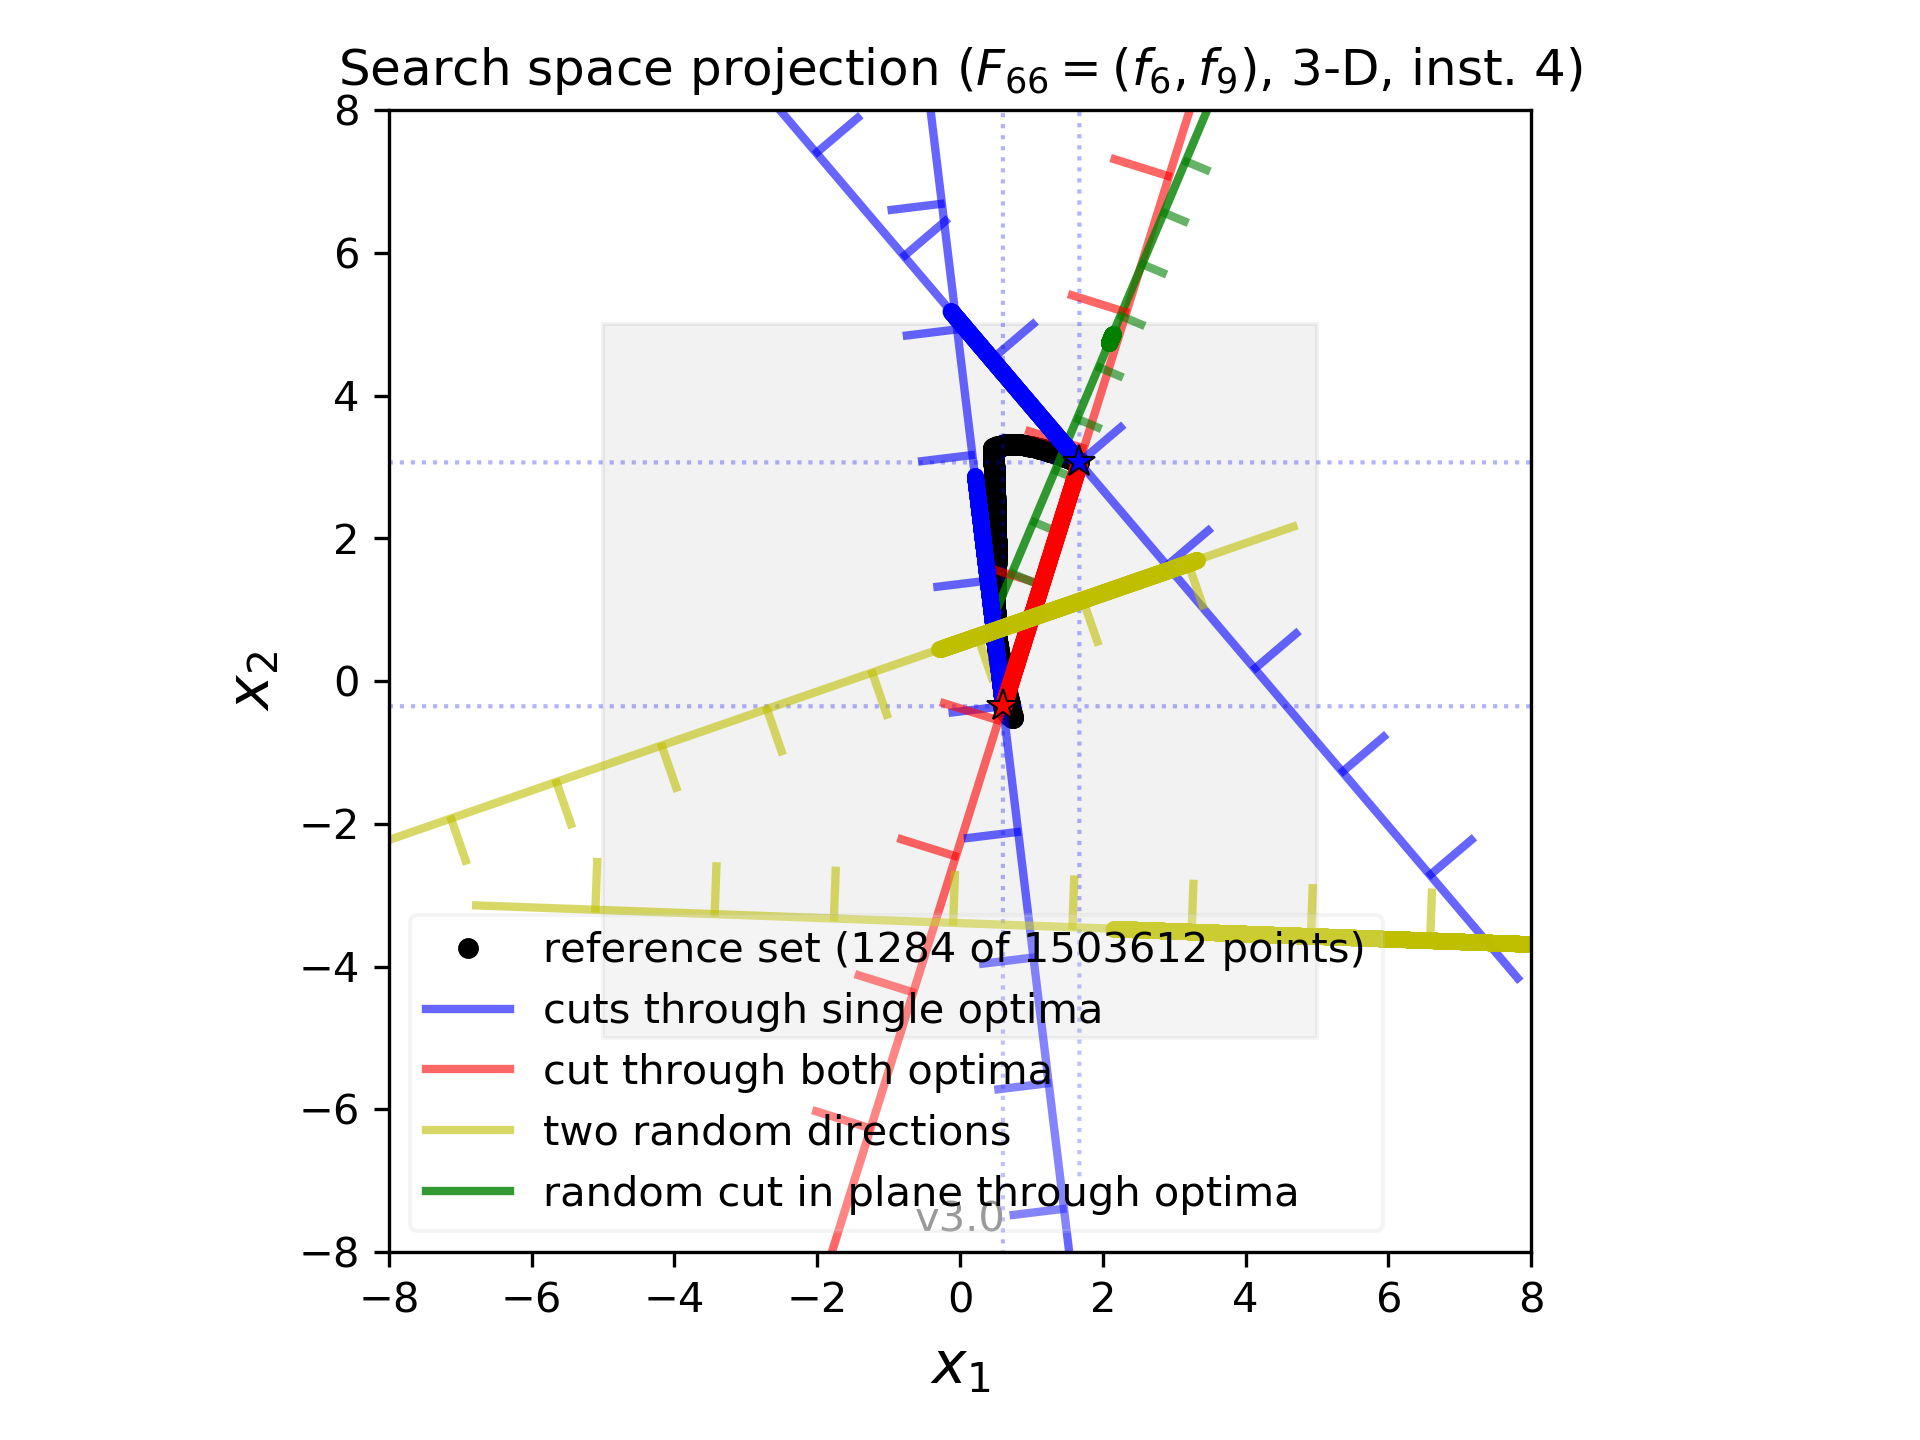 Search space projection (F66 = (f6, f9), 3-D, inst. 4)
8
6
4
2
0
−2
−4
−6
−8
x2
reference set (1284 of 1503612 points)
cuts through single optima
cut through both optima
two random directions
random cut in plane through optima
v3.0
−8 −6 −4 −2 0 2 4 6 8
x1